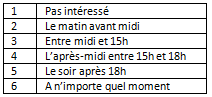 1 Pas intéressé
2 Le matin avant midi
3 Entre midi et 15h
4 L'après-midi entre 15h et 18h
5 Le soir après 18h
6 A n'importe quel moment